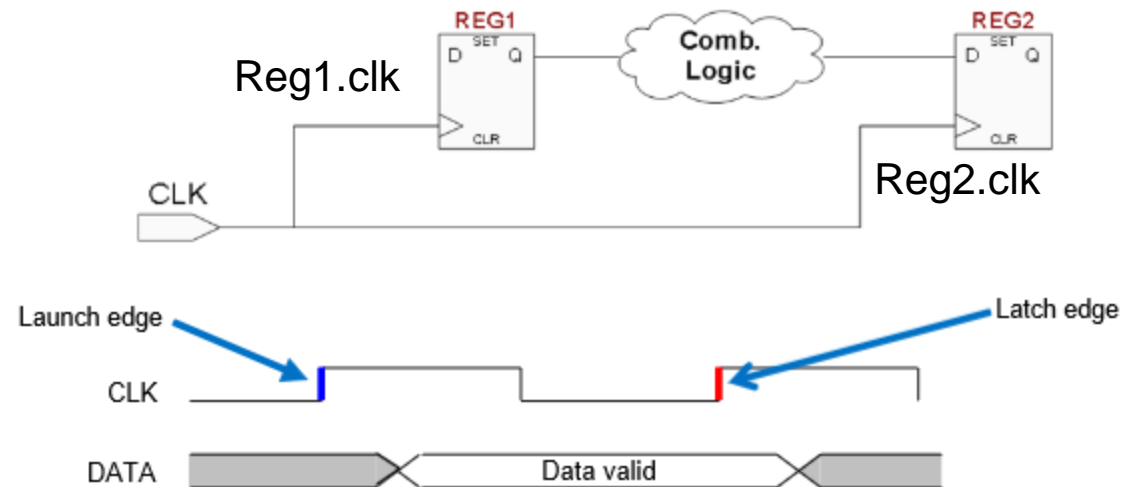 REG1
REG2
SET
SET
D Q
Comb.
Logic
D Q
Reg1.clk
CLR
CLR
Reg2.clk
CLK
Launch edge
Latch edge
CLK
DATA
Data valid